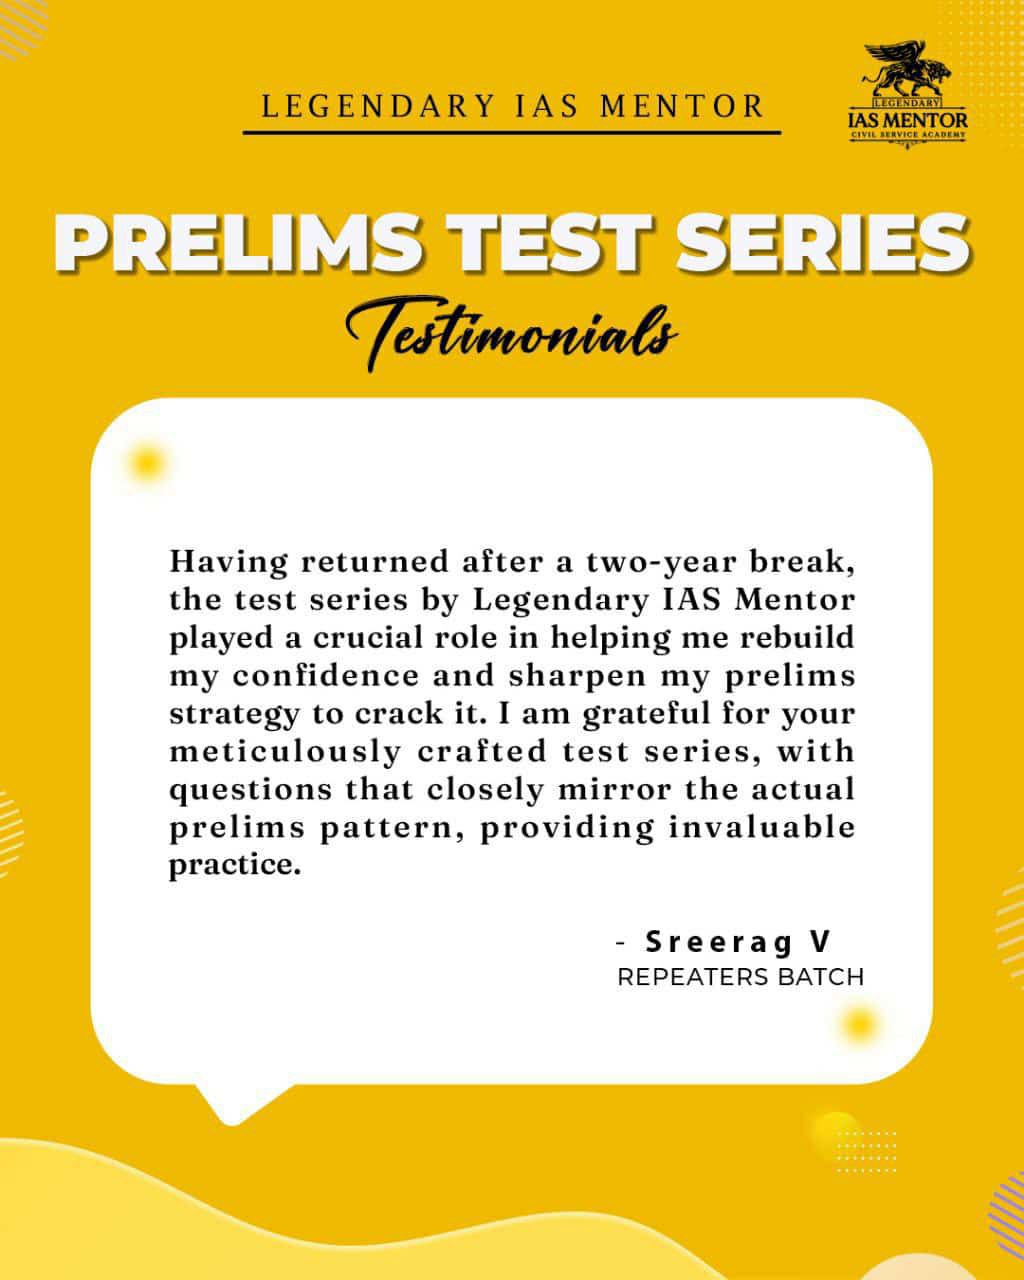 LEGENDARY IAS MENTOR
LEGENDARY
IAS MENTOR
CIVIL SERVICE ACADEMY
PRELIMS TEST SERIES
Testimonials
Having returned after a two-year break,
the test series by Legendary IAS Mentor
played a crucial role in helping me rebuild
my confidence and sharpen my prelims
strategy to crack it. I am grateful for your
meticulously crafted test series, with
questions that closely mirror the actual
prelims pattern, providing invaluable
practice.
- Sreerag V
REPEATERS BATCH